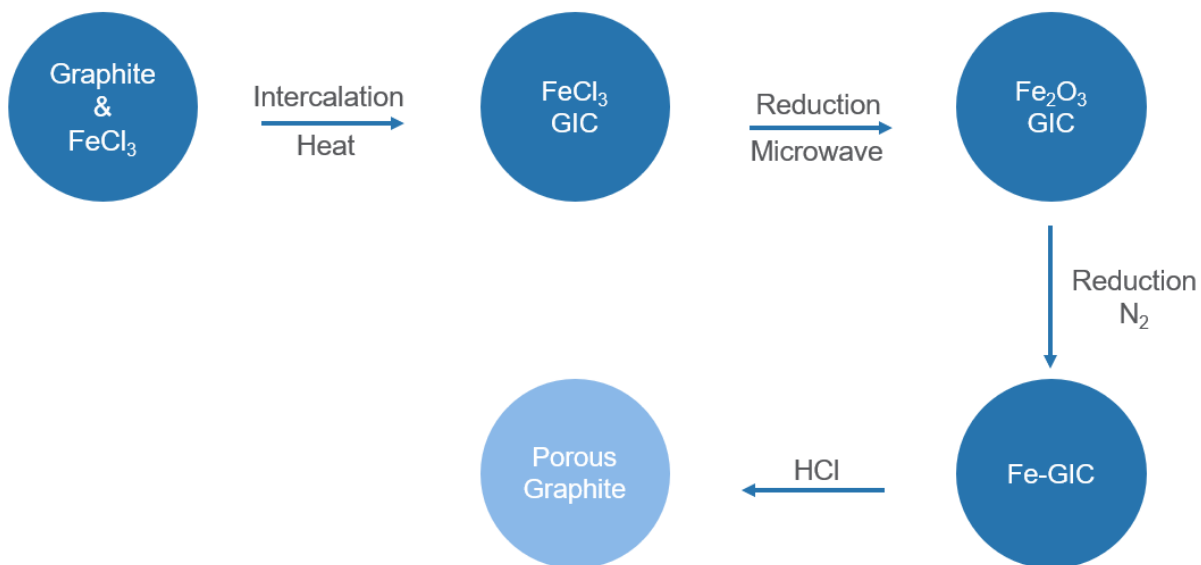 Graphite
&
FeCl₃
Intercalation
Heat
FeCl₃
GIC
Reduction
Microwave
Fe₂O₃
GIC
Reduction
N₂
Fe-GIC
HCl
Porous
Graphite